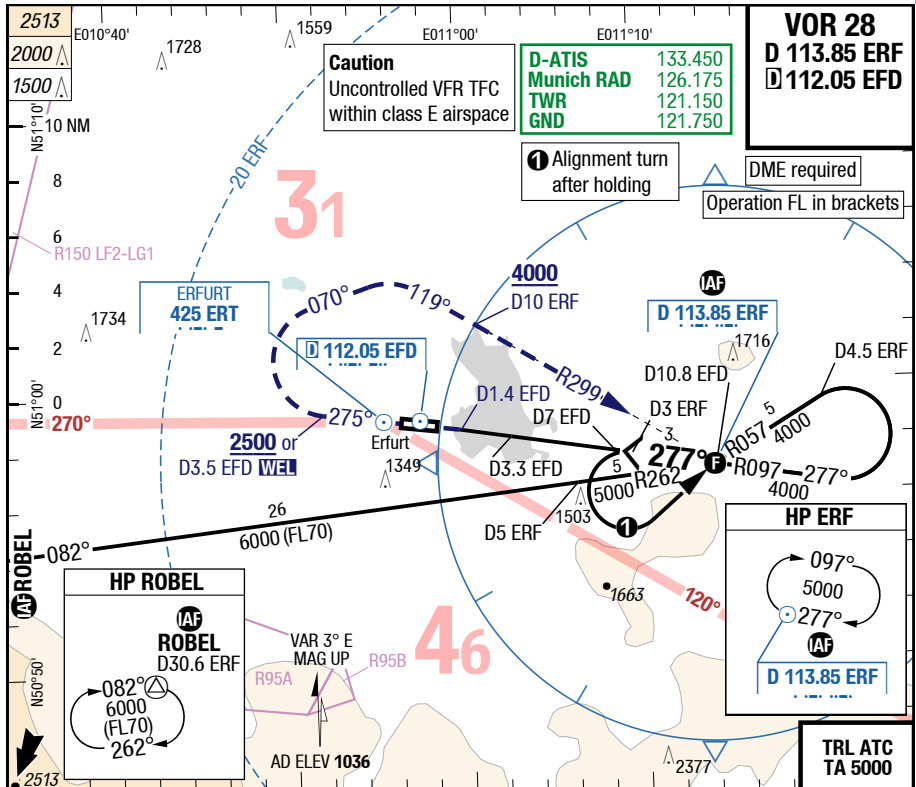 2513
2000
1500
E010°40'
1728
1559
E011°00'
E011°10'
Caution
Uncontrolled VFR TFC
within class E airspace
D-ATIS 133.450
Munich RAD 126.175
TWR 121.150
GND 121.750
VOR 28
D 113.85 ERF
D 112.05 EFD
1 Alignment turn
after holding
DME required
Operation FL in brackets
N51°10'
10 NM
8
6
4
2
0
N51°00'
N50°50'
20 ERF
31
R150 LF2-LG1
ERFURT
425 ERT
1734
070°
119°
4000
D10 ERF
IAF
D 113.85 ERF
1716
D 112.05 EFD
R299
D10.8 EFD
D4.5 ERF
D1.4 EFD
D7 EFD
D3 ERF
270°
275°
2500 or
D3.5 EFD WEL
Erfurt
1349
D3.3 EFD
3
277°
F
R057
5
4000
R097
277°
4000
5
5000
R262
D5 ERF
1503
1
26
6000 (FL70)
082°
IAF ROBEL
1663
120°
HP ROBEL
IAF
ROBEL
D30.6 ERF
082°
6000
(FL70)
262°
VAR 3° E
MAG UP
R95A
R95B
46
AD ELEV 1036
HP ERF
097°
5000
277°
IAF
D 113.85 ERF
2377
TRL ATC
TA 5000
2513